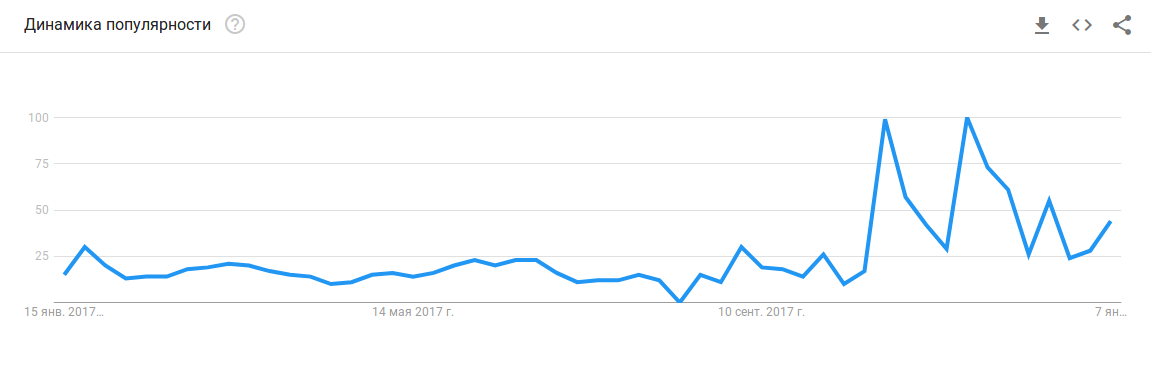 Динамика популярности
100
75
50
25
15 янв. 2017…
14 мая 2017 г.
10 сент. 2017 г.
7 ян…